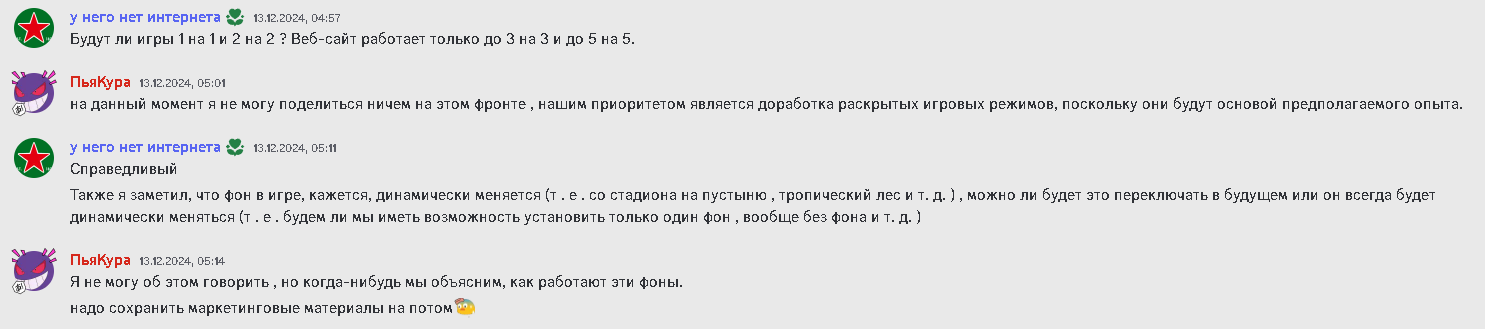 у него нет интернета 13.12.2024, 04:57
Будут ли игры 1 на 1 и 2 на 2 ? Веб-сайт работает только до 3 на 3 и до 5 на 5.
ПьяКура 13.12.2024, 05:01
на данный момент я не могу поделиться ничем на этом фронте , нашим приоритетом является доработка раскрытых игровых режимов, поскольку они будут основой предполагаемого опыта.
у него нет интернета 13.12.2024, 05:11
Справедливый
Также я заметил, что фон в игре, кажется, динамически меняется (т . е . со стадиона на пустыню , тропический лес и т. д. ) , можно ли будет это переключать в будущем или он всегда будет
динамически меняться (т . е . будем ли мы иметь возможность установить только один фон , вообще без фона и т. д. )
ПьяКура 13.12.2024, 05:14
Я не могу об этом говорить , но когда-нибудь мы объясним, как работают эти фоны.
надо сохранить маркетинговые материалы на потом